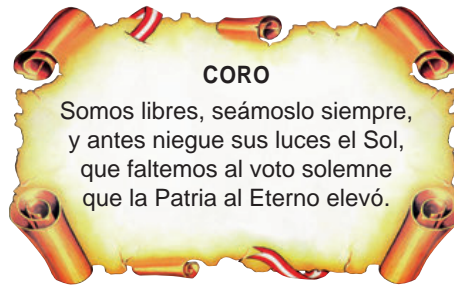 CORO
Somos libres, seámoslo siempre,
y antes niegue sus luces el Sol,
que faltemos al voto solemne
que la Patria al Eterno elevó.